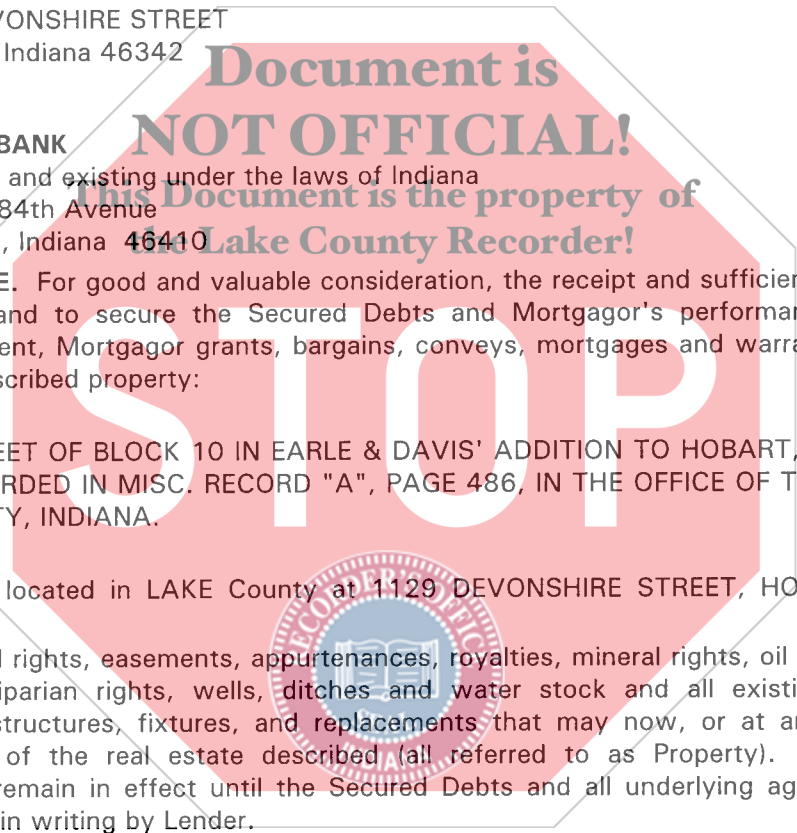 VONSHIRE STREET
Indiana 46342
Document is
NOT OFFICIAL!
BANK
and existing under the laws of Indiana
This Document is the property of
84th Avenue
, Indiana 46410
the Lake County Recorder!
E. For good and valuable consideration, the receipt and sufficien
and to secure the Secured Debts and Mortgagor's performan
ent, Mortgagor grants, bargains, conveys, mortgages and warra
scribed property:
STOP
EET OF BLOCK 10 IN EARLE & DAVIS' ADDITION TO HOBART,
RDED IN MISC. RECORD "A", PAGE 486, IN THE OFFICE OF T
TY, INDIANA.
located in LAKE County at 1129 DEVONSHIRE STREET, HO
RECORDER OFFICE
l rights, easements, appurtenances, royalties, mineral rights, oil
iparian rights, wells, ditches and water stock and all existi
structures, fixtures, and replacements that may now, or at an
of the real estate described (all referred to as Property).
INDIANA
remain in effect until the Secured Debts and all underlying ag
in writing by Lender.